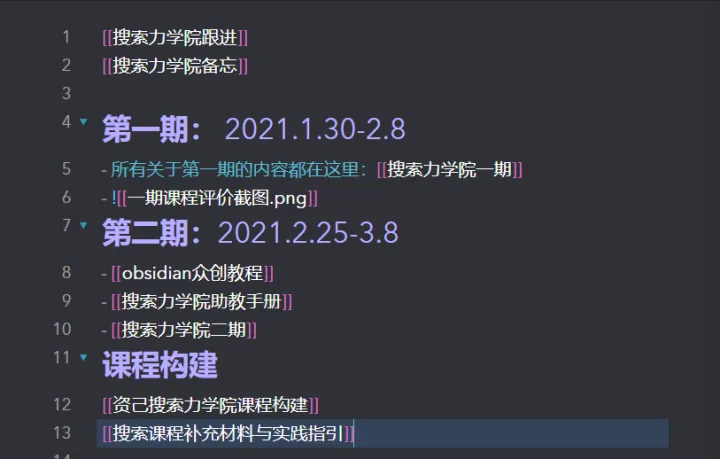 1 [[搜索力学院跟进]]
2 [[搜索力学院备忘]]
3
4 第一期： 2021.1.30-2.8
5 - 所有关于第一期的内容都在这里：[[搜索力学院一期]]
6 - ![[一期课程评价截图.png]]
7 第二期：2021.2.25-3.8
8 - [[obsidian众创教程]]
9 - [[搜索力学院助教手册]]
10 - [[搜索力学院二期]]
11 课程构建
12 [[资己搜索力学院课程构建]]
13 [[搜索课程补充材料与实践指引]]